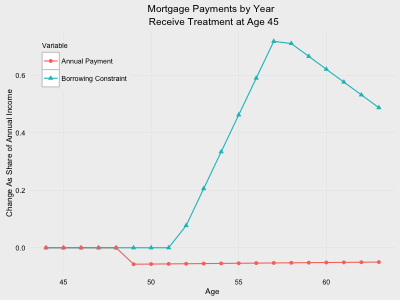 Mortgage Payments by Year
Receive Treatment at Age 45
Variable
Annual Payment
Borrowing Constraint
Change As Share of Annual Income
0.6
0.4
0.2
0.0
45
50
55
60
Age